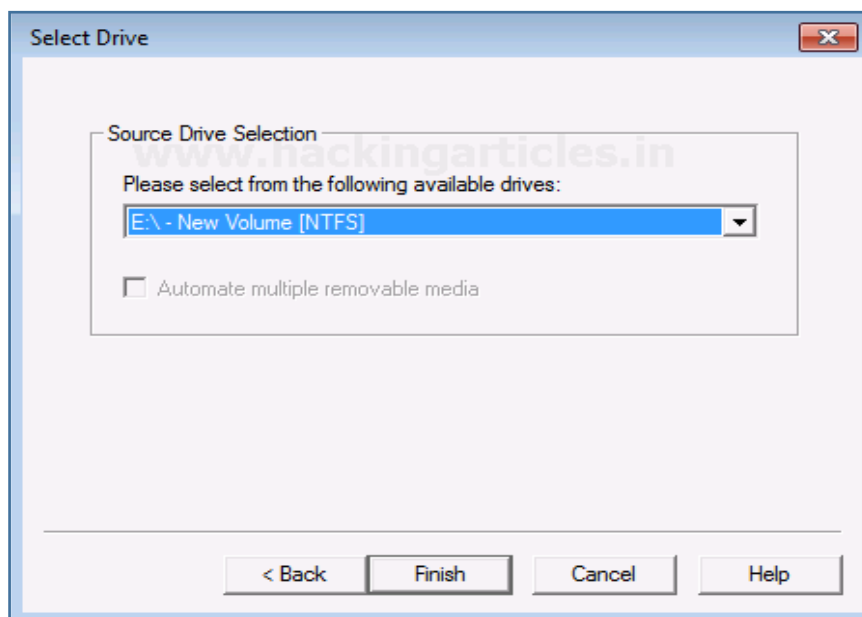 Select Drive
Source Drive Selection
www.hackingarticles.in
Please select from the following available drives:
E:\ - New Volume [NTFS]
Automate multiple removable media
< Back
Finish
Cancel
Help